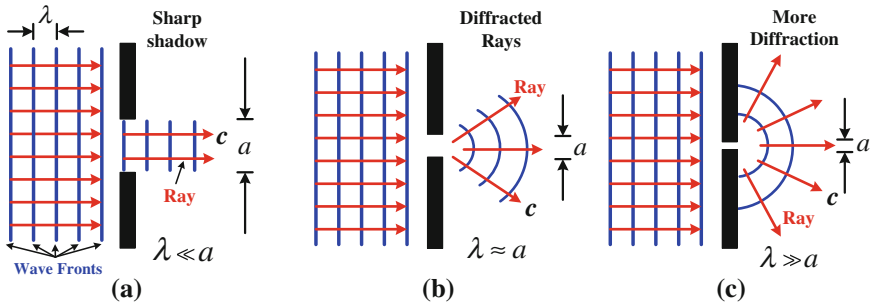 λ
Sharp
shadow
c
a
Ray
Wave Fronts
λ ≪ a
(a)
Diffracted
Rays
Ray
a
c
λ ≈ a
(b)
More
Diffraction
a
c
Ray
λ ≫ a
(c)